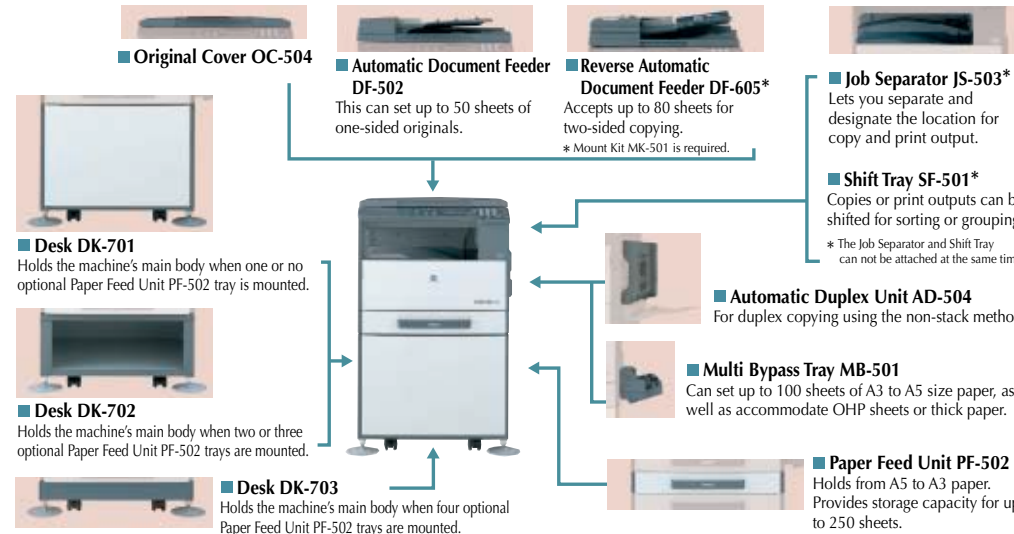 ■ Original Cover OC-504
■ Automatic Document Feeder
DF-502
This can set up to 50 sheets of
one-sided originals.
■ Reverse Automatic
Document Feeder DF-605*
Accepts up to 80 sheets for
two-sided copying.
* Mount Kit MK-501 is required.
■ Job Separator JS-503*
Lets you separate and
designate the location for
copy and print output.
■ Shift Tray SF-501*
Copies or print outputs can b
shifted for sorting or grouping
* The Job Separator and Shift Tray
can not be attached at the same tim
■ Desk DK-701
Holds the machine's main body when one or no
optional Paper Feed Unit PF-502 tray is mounted.
■ Automatic Duplex Unit AD-504
For duplex copying using the non-stack metho
■ Multi Bypass Tray MB-501
Can set up to 100 sheets of A3 to A5 size paper, as
well as accommodate OHP sheets or thick paper.
■ Desk DK-702
Holds the machine's main body when two or three
optional Paper Feed Unit PF-502 trays are mounted.
■ Desk DK-703
Holds the machine's main body when four optional
Paper Feed Unit PF-502 trays are mounted.
■ Paper Feed Unit PF-502
Holds from A5 to A3 paper.
Provides storage capacity for up
to 250 sheets.